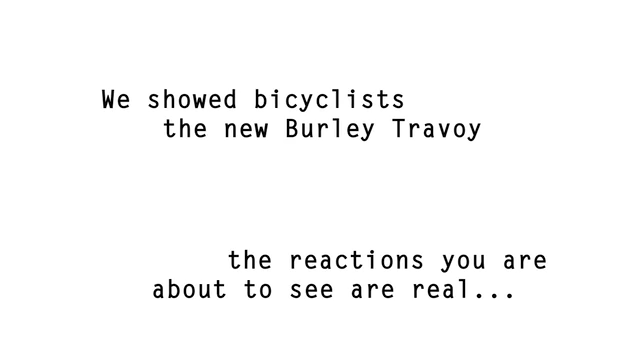 We showed bicyclists
the new Burley Travoy
the reactions you are
about to see are real...